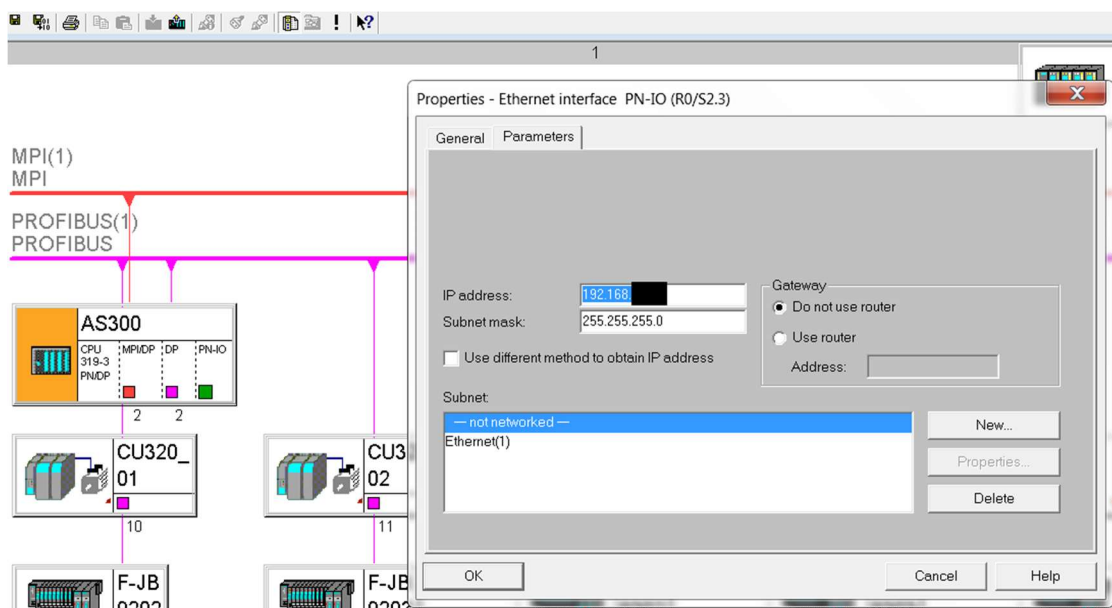 1
Properties - Ethernet interface PN-IO (R0/S2.3)
General Parameters
MPI(1)
MPI
PROFIBUS(1)
PROFIBUS
IP address: 192.168.
Subnet mask: 255.255.255.0
Use different method to obtain IP address
Gateway
Do not use router
Use router
Address:
Subnet:
--- not networked ---
Ethernet(1)
New...
Properties...
Delete
OK Cancel Help
AS300
CPU 319-3 PN/DP
MPI/DP DP PN-IO
2 2
CU320_
01
10
CU3
02
11
F-JB
F-JB